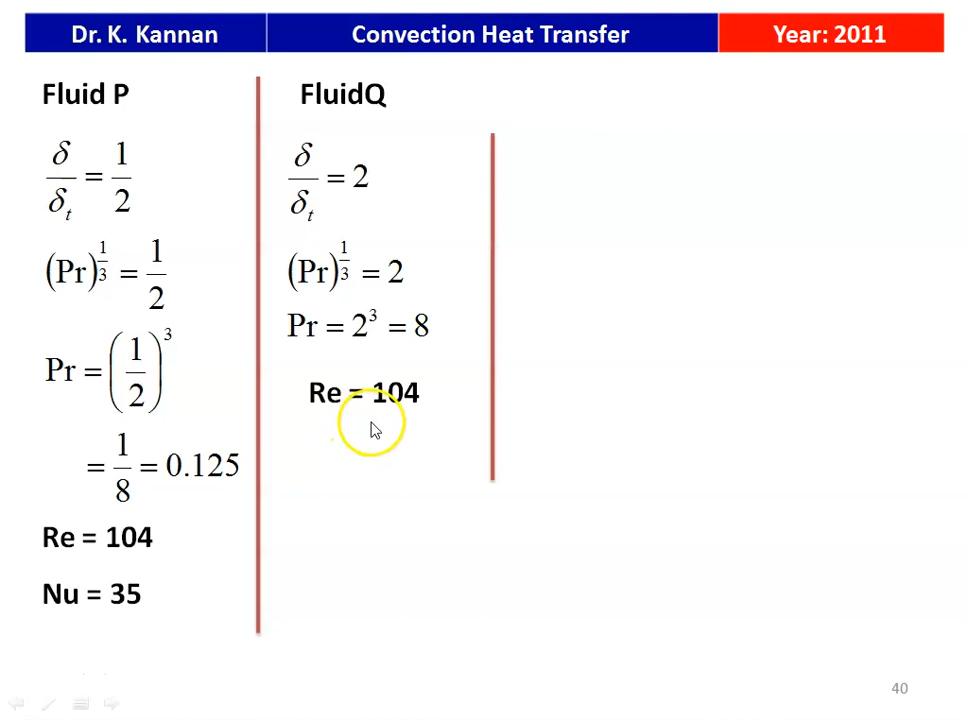 Dr. K. Kannan
Convection Heat Transfer
Year: 2011
Fluid P
δ/δt = 1/2
(Pr)^1/3 = 1/2
Pr = (1/2)^3
= 1/8 = 0.125
Re = 104
Nu = 35
FluidQ
δ/δt = 2
(Pr)^1/3 = 2
Pr = 2^3 = 8
Re = 104
40